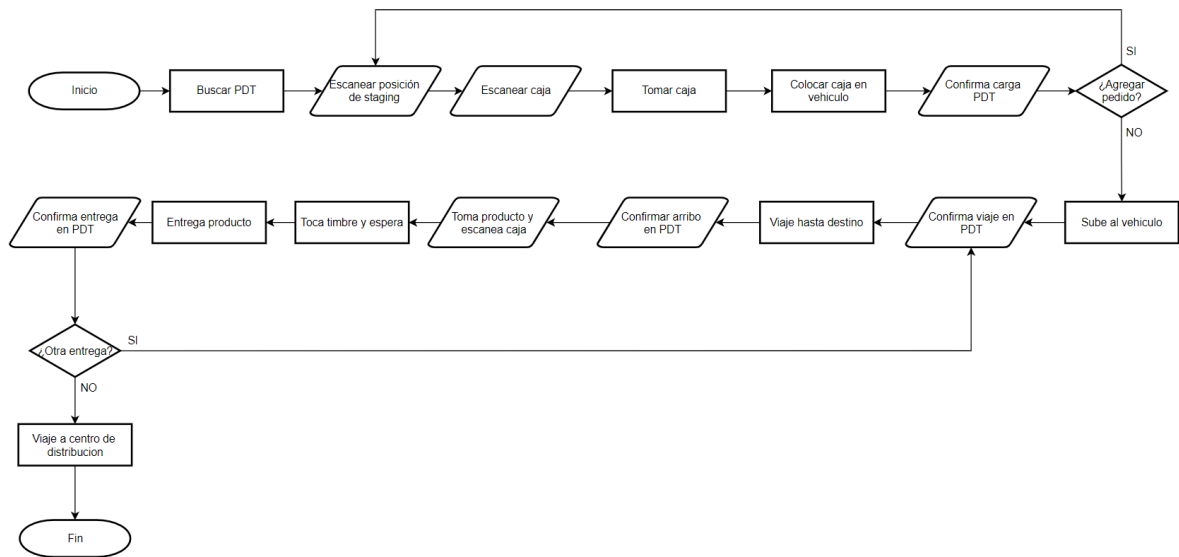 SI
Inicio
Buscar PDT
Escanear posición
de staging
Escanear caja
Tomar caja
Colocar caja en
vehiculo
Confirma carga
PDT
¿Agregar
pedido?
NO
Confirma entrega
en PDT
Entrega producto
Toca timbre y espera
Toma producto y
escanea caja
Confirmar arribo
en PDT
Viaje hasta destino
Confirma viaje en
PDT
Sube al vehiculo
¿Otra entrega?
SI
NO
Viaje a centro de
distribucion
Fin